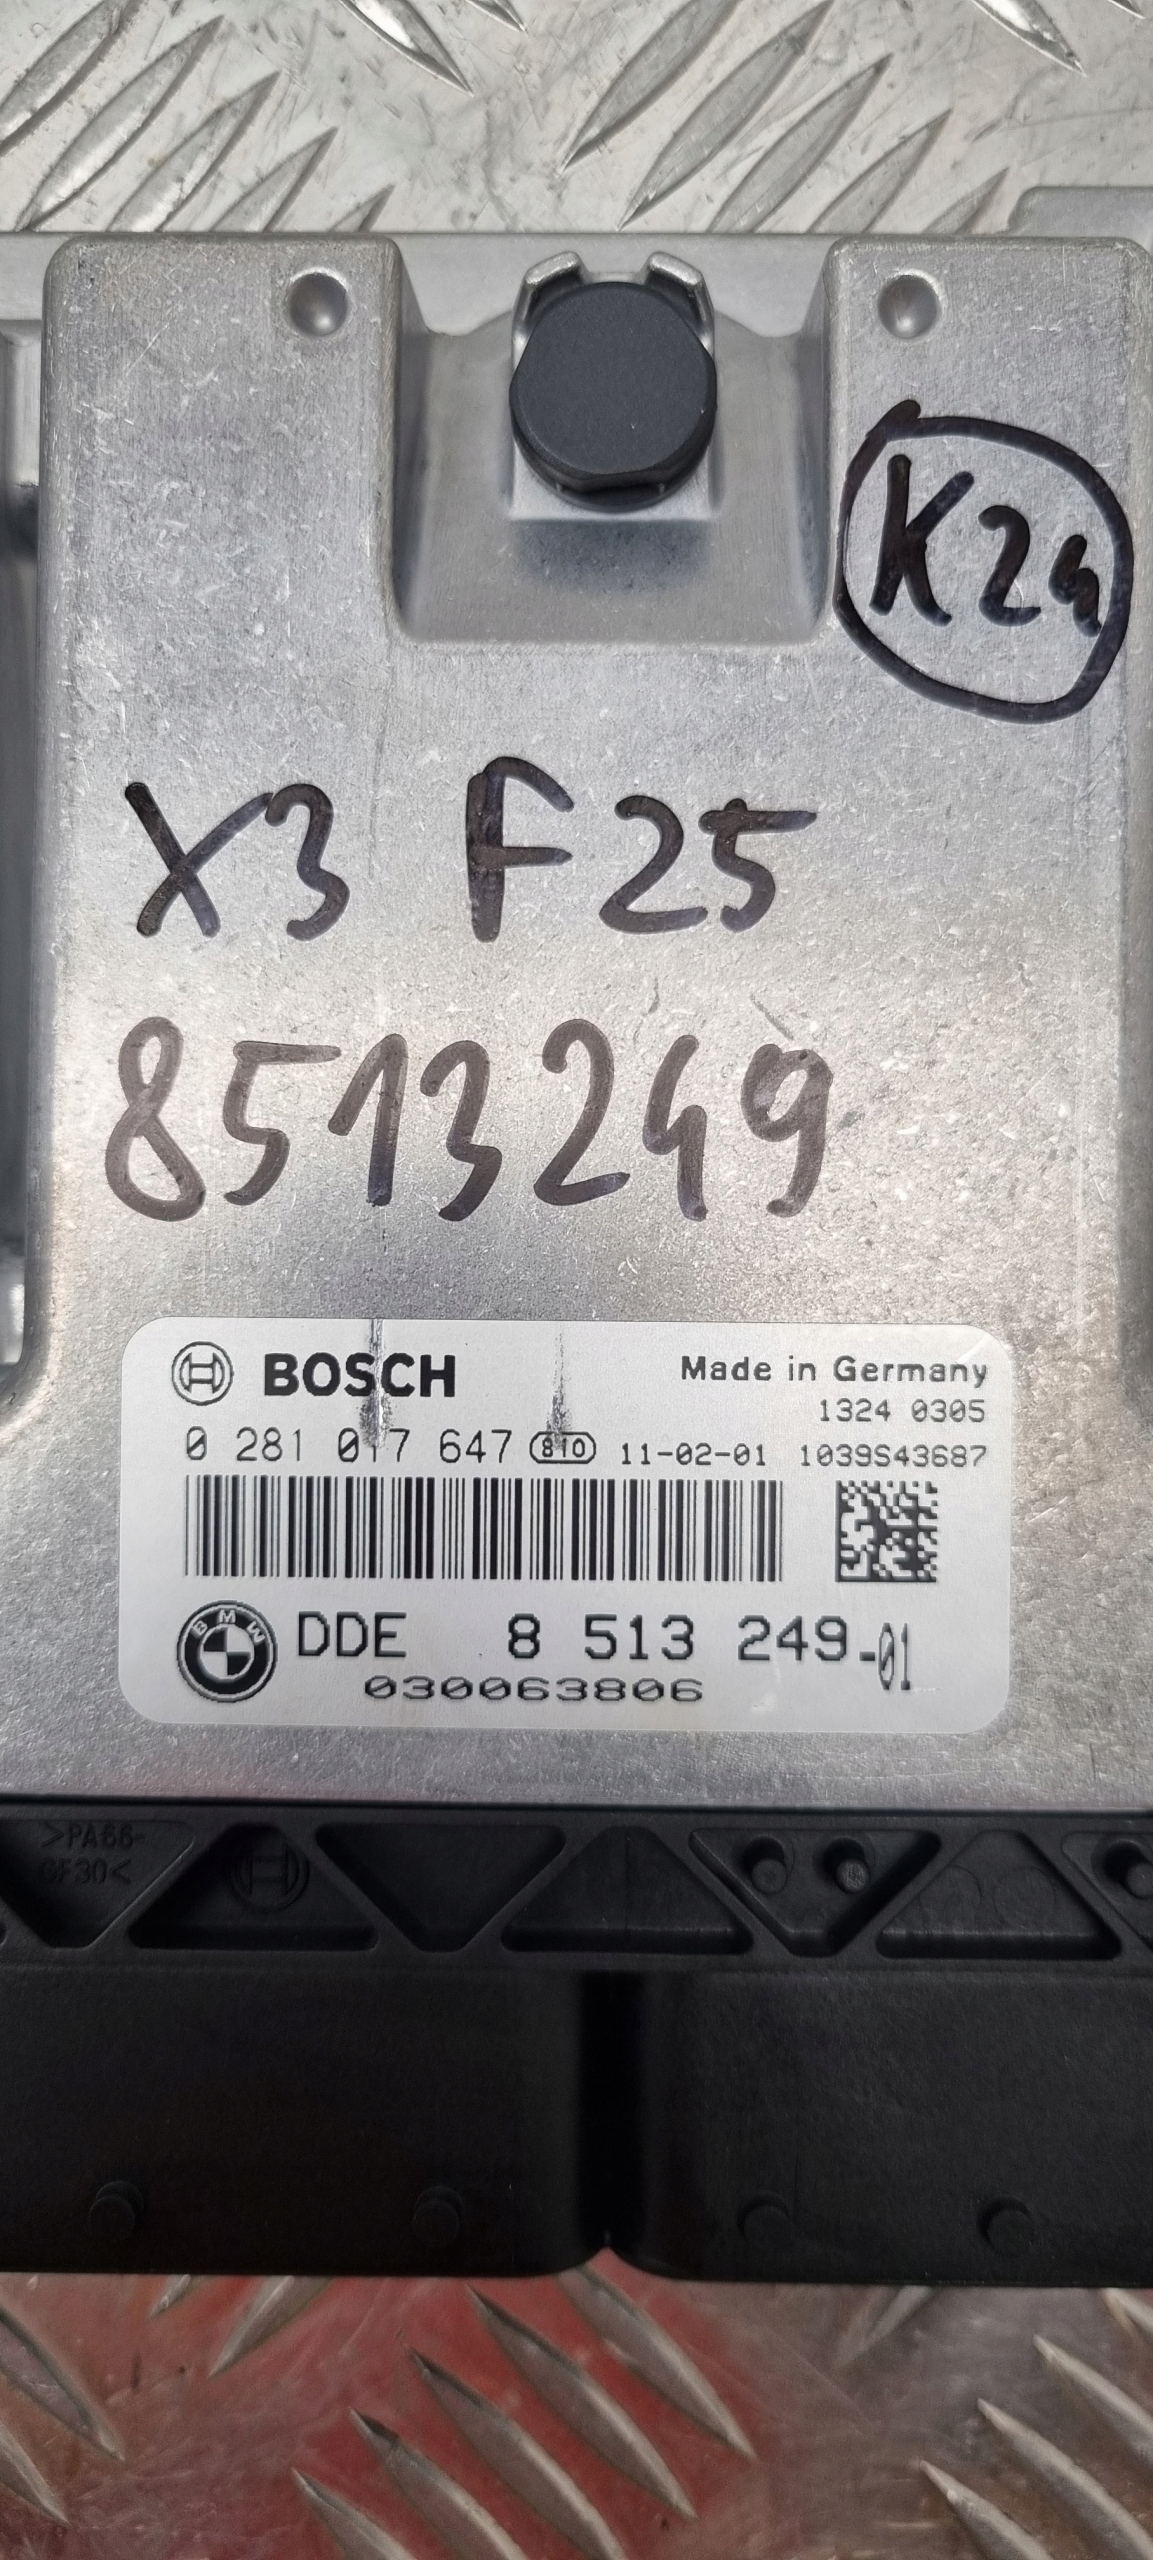 K24
X3 F25
8513249
BOSCH Made in Germany
1324 0305
0 281 017 647 810 11-02-01 1039S43687
BMW DDE 8 513 249-01
030063806
>PA66-
GF30<